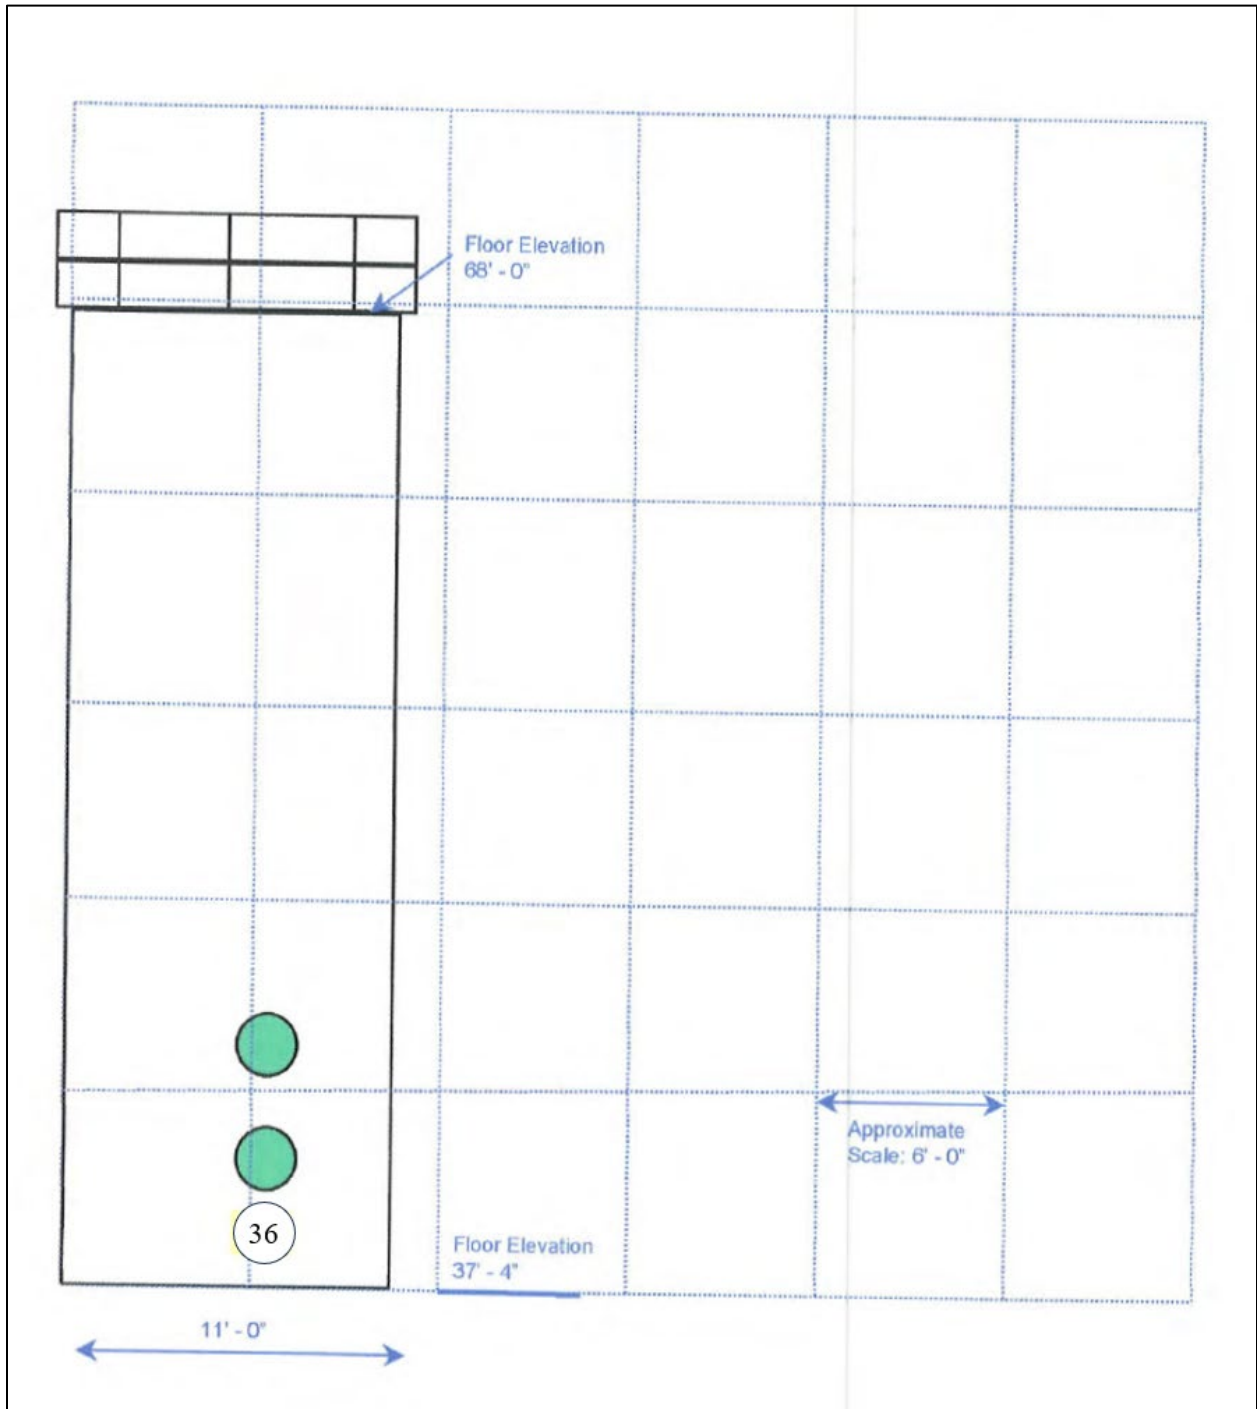 Floor Elevation
68' - 0"
Approximate
Scale: 6' - 0"
36
Floor Elevation
37' - 4"
11' - 0"